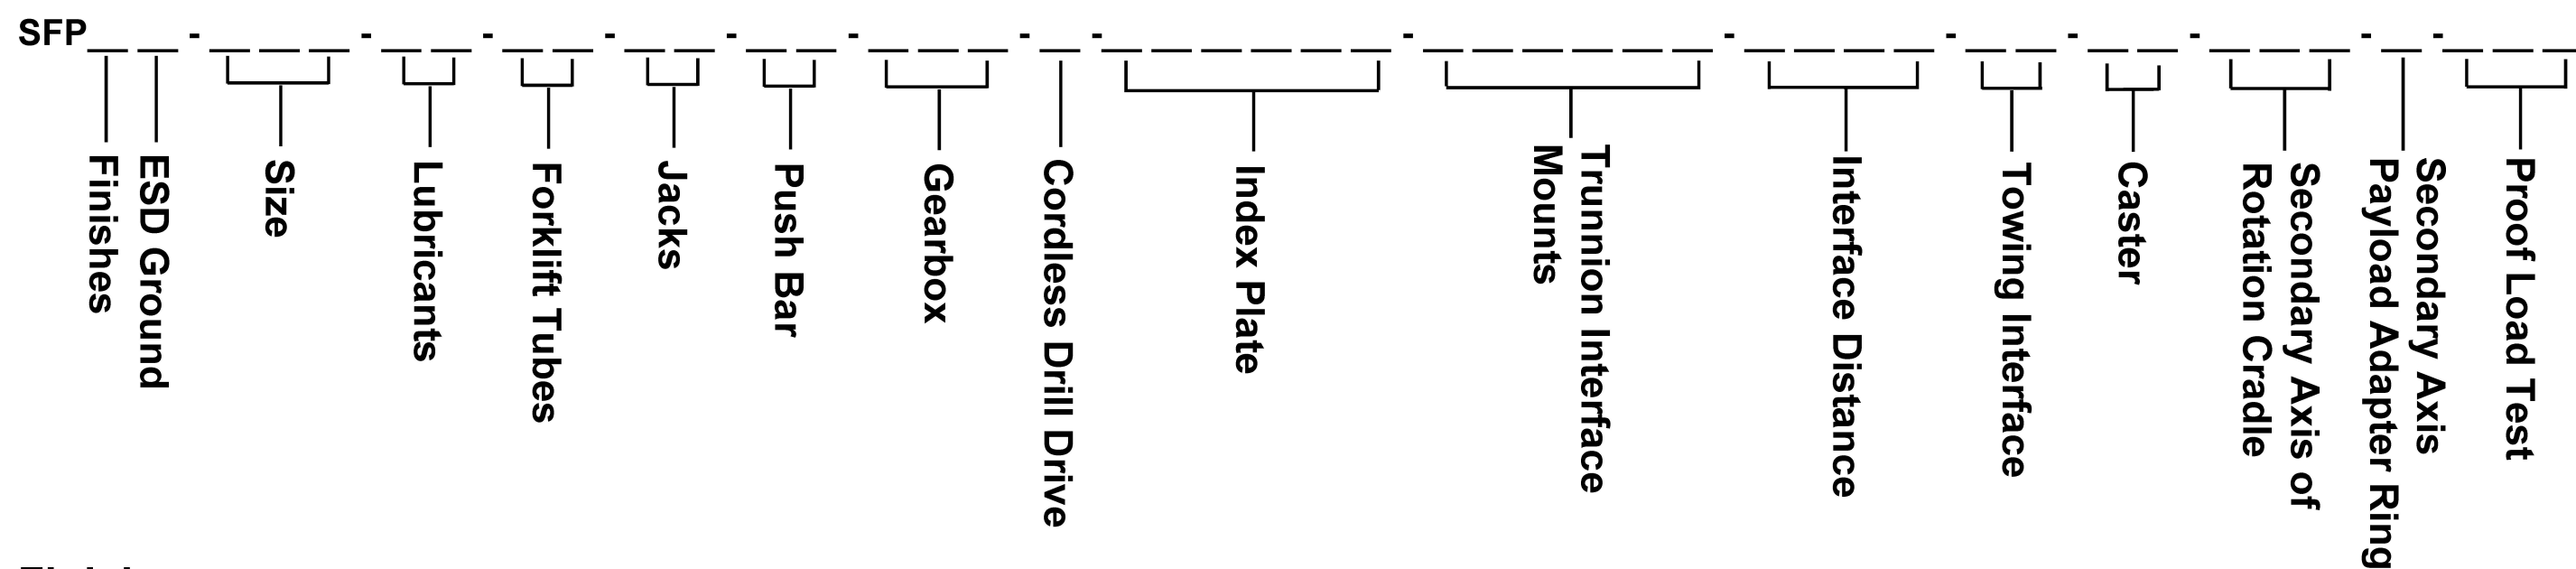 SFP__ __ - __ __ __ - __ __ - __ __ - __ __ - __ __ - __ __ __ - __ - __ __ __ __ __ __ - __ __ __ __ __ __ - __ __ __ __ - __ __ - __ __ - __ __ __ - __ - __ __ __
Finishes
ESD Ground
Size
Lubricants
Forklift Tubes
Jacks
Push Bar
Gearbox
Cordless Drill Drive
Index Plate
Trunnion Interface
Mounts
Interface Distance
Towing Interface
Caster
Secondary Axis of
Rotation Cradle
Secondary Axis
Payload Adapter Ring
Proof Load Test